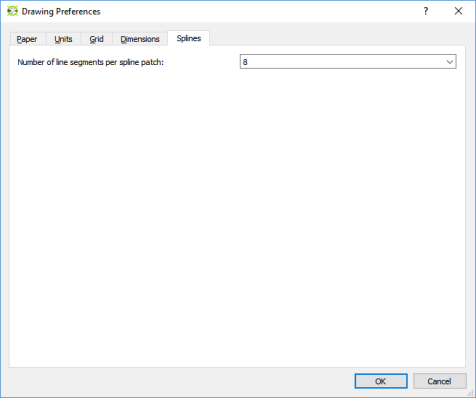 Drawing Preferences
?
Paper
Units
Grid
Dimensions
Splines
Number of line segments per spline patch:
8
OK
Cancel